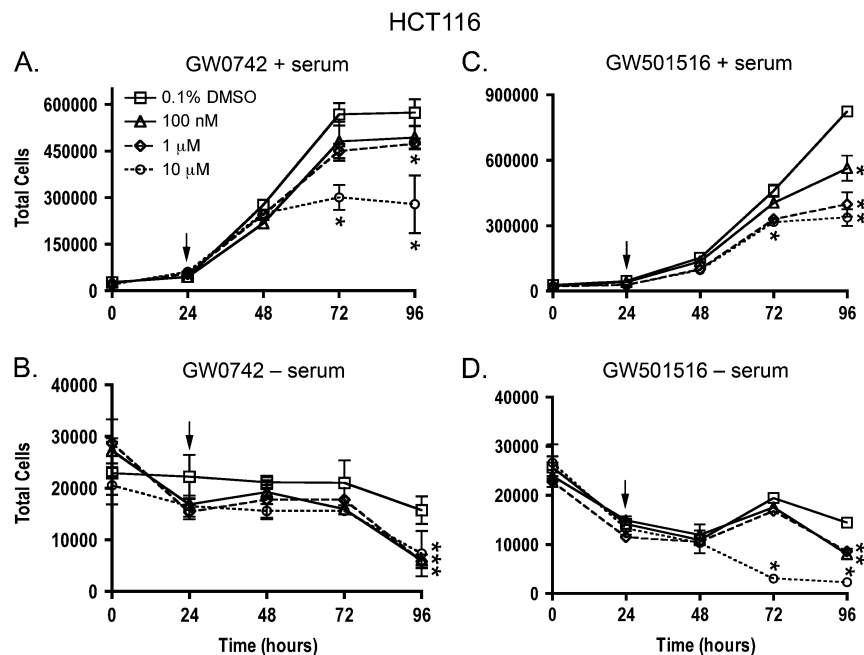 HCT116
A.
GW0742 + serum
Total Cells
600000
450000
300000
150000
0
0.1% DMSO
100 nM
1 µM
10 µM
*
*
*
0 24 48 72 96
C.
GW501516 + serum
900000
600000
300000
0
*
*
*
*
0 24 48 72 96
B.
GW0742 – serum
Total Cells
40000
30000
20000
10000
0
*
*
*
0 24 48 72 96
Time (hours)
D.
GW501516 – serum
40000
30000
20000
10000
0
*
*
*
*
0 24 48 72 96
Time (hours)